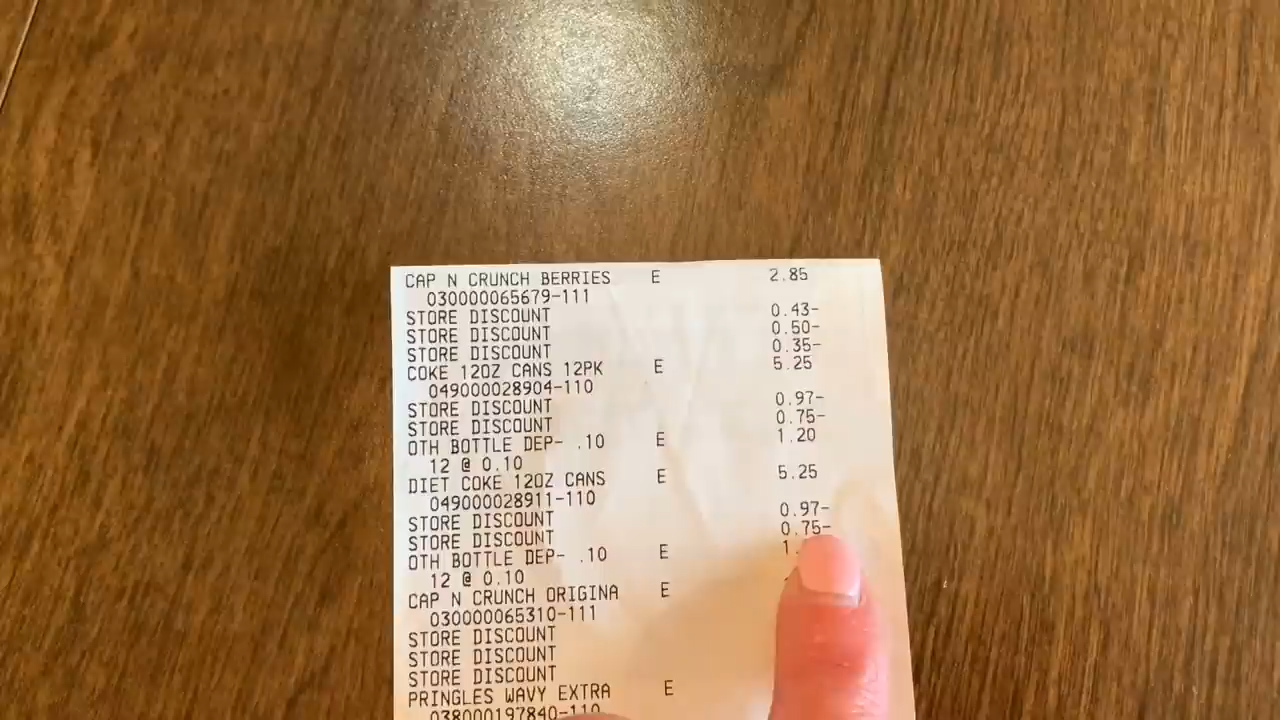 CAP N CRUNCH BERRIES E 2.85
030000065679-111
STORE DISCOUNT 0.43-
STORE DISCOUNT 0.50-
STORE DISCOUNT 0.35-
COKE 12OZ CANS 12PK E 5.25
049000028904-110
STORE DISCOUNT 0.97-
STORE DISCOUNT 0.75-
OTH BOTTLE DEP- .10 E 1.20
12 @ 0.10
DIET COKE 12OZ CANS E 5.25
049000028911-110
STORE DISCOUNT 0.97-
STORE DISCOUNT 0.75-
OTH BOTTLE DEP- .10 E
12 @ 0.10
CAP N CRUNCH ORIGINA E
030000065310-111
STORE DISCOUNT
STORE DISCOUNT
STORE DISCOUNT
PRINGLES WAVY EXTRA E
038000197840-110